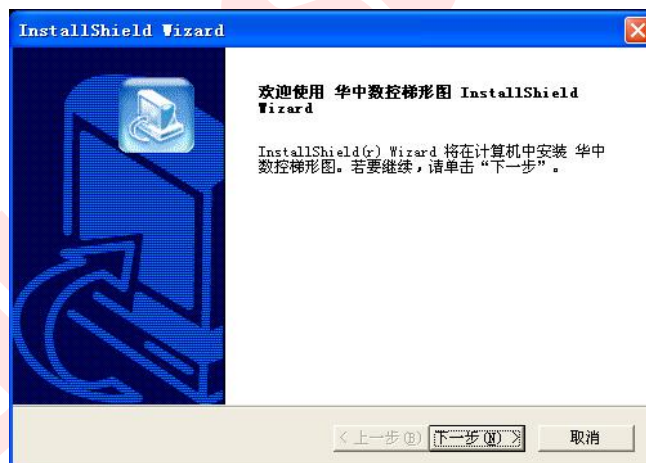 InstallShield Wizard
欢迎使用 华中数控梯形图 InstallShield
Wizard
InstallShield(r) Wizard 将在计算机中安装 华中
数控梯形图。若要继续，请单击“下一步”。
< 上一步(B)
下一步(N) >
取消